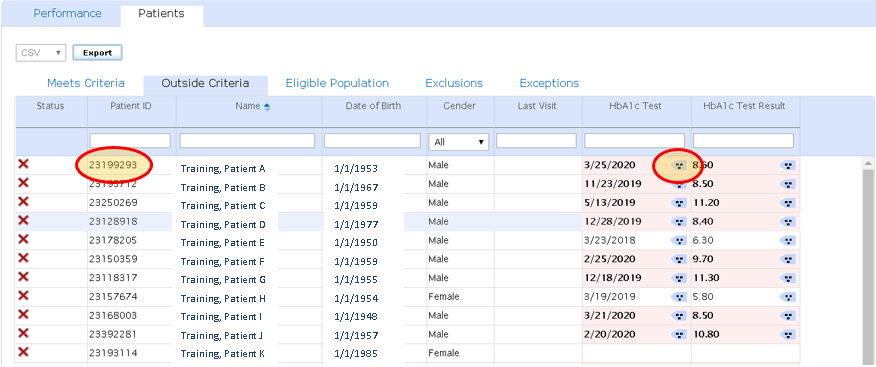 Performance Patients
CSV Export
Meets Criteria Outside Criteria Eligible Population Exclusions Exceptions
Status Patient ID Name Date of Birth Gender Last Visit HbA1c Test HbA1c Test Result
All
23199293 Training, Patient A 1/1/1953 Male 3/25/2020 8.60
23193712 Training, Patient B 1/1/1967 Male 11/23/2019 8.50
23250269 Training, Patient C 1/1/1959 Male 5/13/2019 11.20
23128918 Training, Patient D 1/1/1977 Male 12/28/2019 8.40
23178205 Training, Patient E 1/1/1950 Male 3/23/2018 6.30
23150359 Training, Patient F 1/1/1959 Male 2/25/2020 9.70
23118317 Training, Patient G 1/1/1955 Male 12/18/2019 11.30
23157674 Training, Patient H 1/1/1954 Female 3/19/2019 5.80
23168003 Training, Patient I 1/1/1948 Male 3/21/2020 8.50
23392281 Training, Patient J 1/1/1957 Male 2/20/2020 10.80
23193114 Training, Patient K 1/1/1985 Female